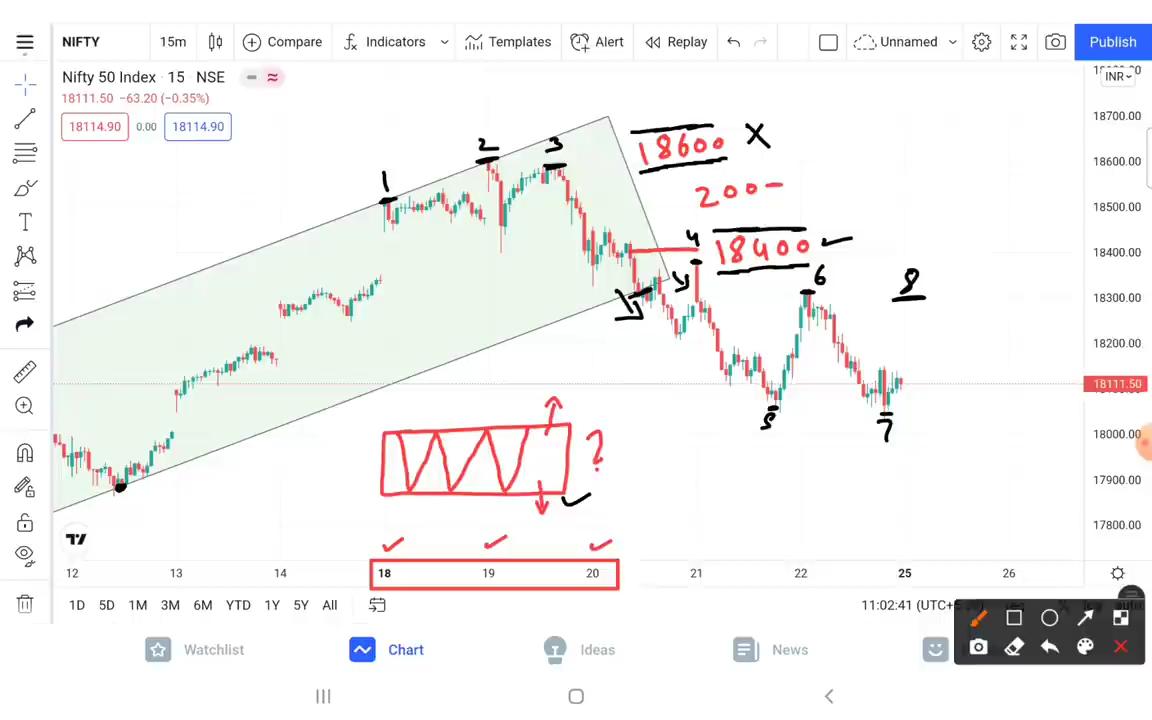 NIFTY 15m Compare Indicators Templates Alert Replay Unnamed Publish
Nifty 50 Index · 15 · NSE
18111.50 −63.20 (−0.35%)
18114.90 0.00 18114.90
INR
18700.00
18600.00
18500.00
18400.00
18300.00
18200.00
18111.50
18000.00
17900.00
17800.00
1
2
3
18600 X
200-
4
18400
6
8
5
7
?
12 13 14 18 19 20 21 22 25 26
1D 5D 1M 3M 6M YTD 1Y 5Y All
11:02:41 (UTC+5
Watchlist Chart Ideas News